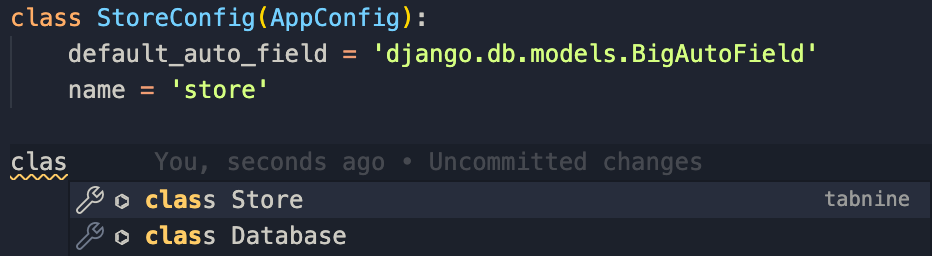 class StoreConfig(AppConfig):
    default_auto_field = 'django.db.models.BigAutoField'
    name = 'store'
clas You, seconds ago • Uncommitted changes
class Store tabnine
class Database